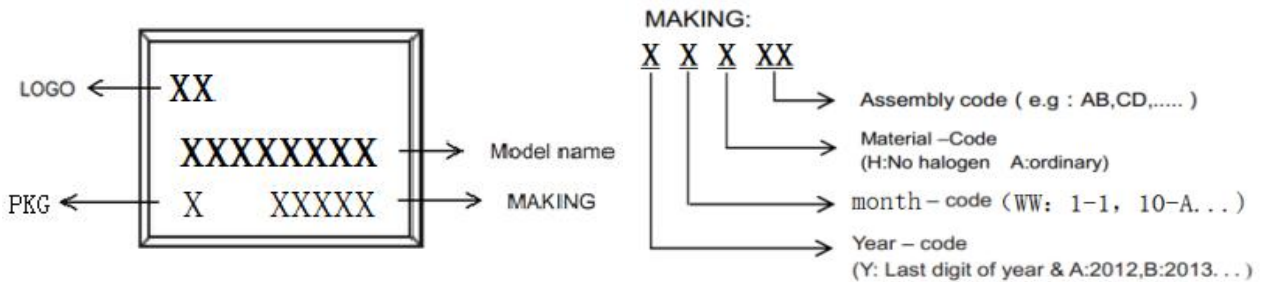 LOGO
XX
XXXXXXXX
Model name
PKG
X XXXXX
MAKING
MAKING:
X X X XX
Assembly code ( e.g : AB,CD,..... )
Material –Code
(H:No halogen A:ordinary)
month – code (WW: 1-1, 10-A...)
Year – code
(Y: Last digit of year & A:2012,B:2013...)